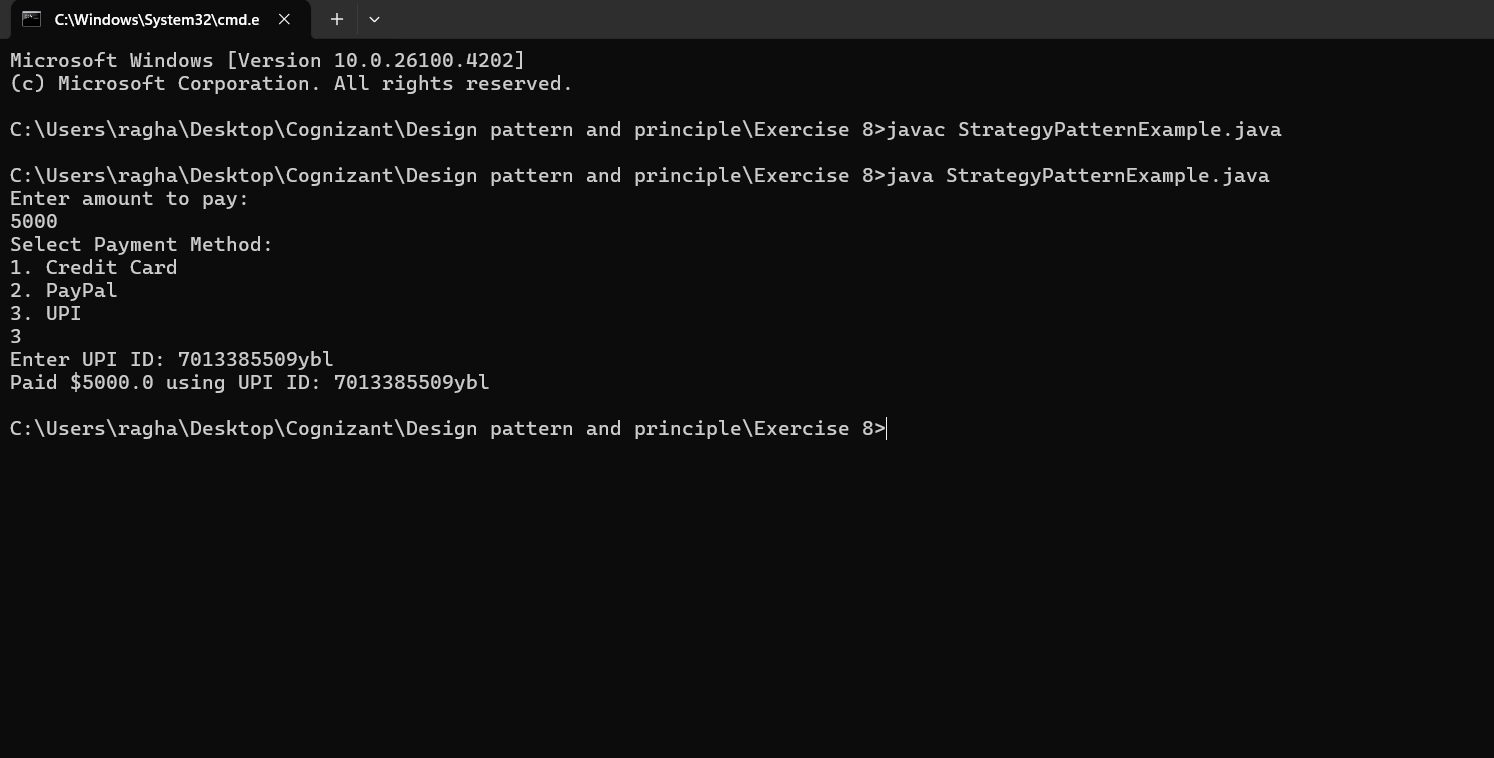 C:\Windows\System32\cmd.e
Microsoft Windows [Version 10.0.26100.4202]
(c) Microsoft Corporation. All rights reserved.
C:\Users\ragha\Desktop\Cognizant\Design pattern and principle\Exercise 8>javac StrategyPatternExample.java
C:\Users\ragha\Desktop\Cognizant\Design pattern and principle\Exercise 8>java StrategyPatternExample.java
Enter amount to pay:
5000
Select Payment Method:
1. Credit Card
2. PayPal
3. UPI
3
Enter UPI ID: 7013385509ybl
Paid $5000.0 using UPI ID: 7013385509ybl
C:\Users\ragha\Desktop\Cognizant\Design pattern and principle\Exercise 8>